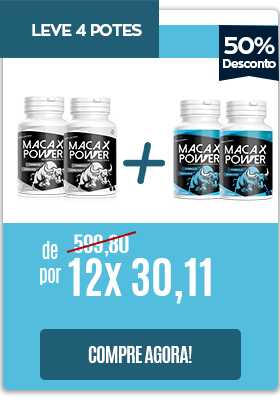 LEVE 4 POTES
50%
Desconto
MACA X
POWER
MACA X
POWER
MACA X
POWER
MACA X
POWER
+
de 599,80
por 12x 30,11
COMPRE AGORA!